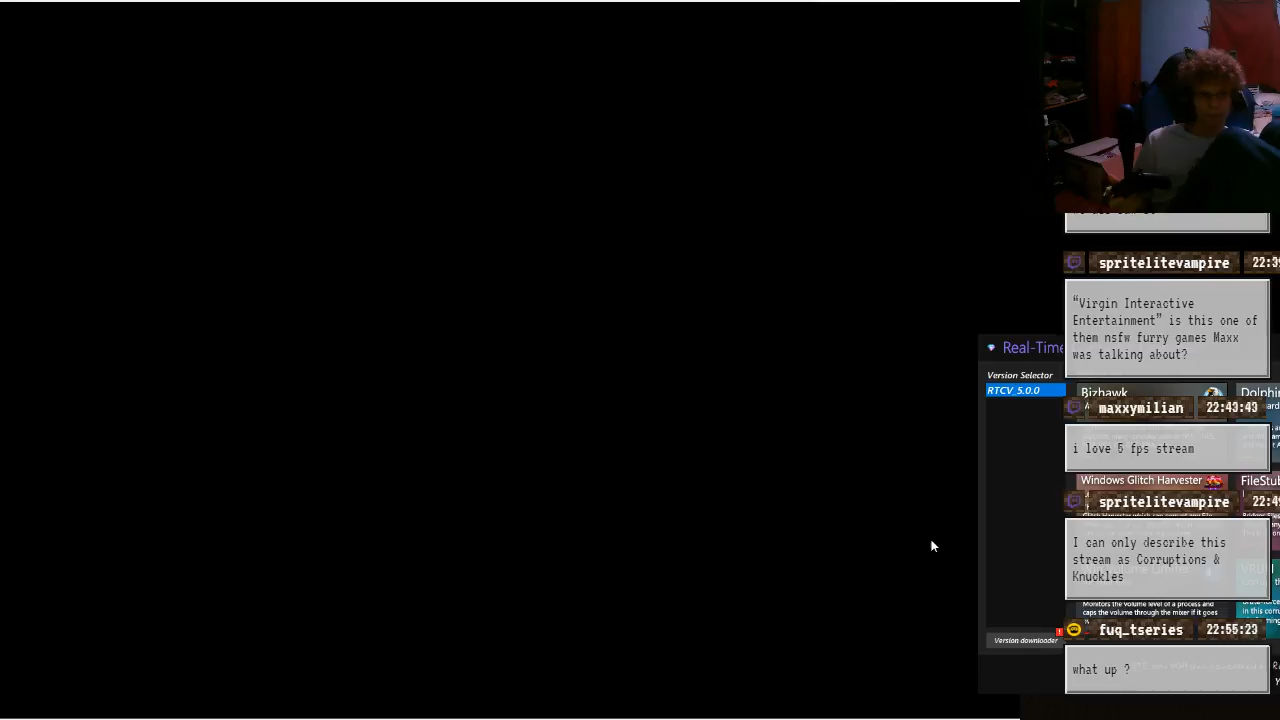 spritelitevampire
“Virgin Interactive
Entertainment” is this one of
them nsfw furry games Maxx
was talking about?
Real-Time
Version Selector
RTCV_5.0.0
Bizhawk
Dolphin
maxxymilian 22:43:43
i love 5 fps stream
Windows Glitch Harvester
FileStub
spritelitevampire
I can only describe this
stream as Corruptions &
Knuckles
Monitors the volume level of a process and
caps the volume through the mixer if it goes
Version downloader
fuq_tseries 22:55:23
what up ?